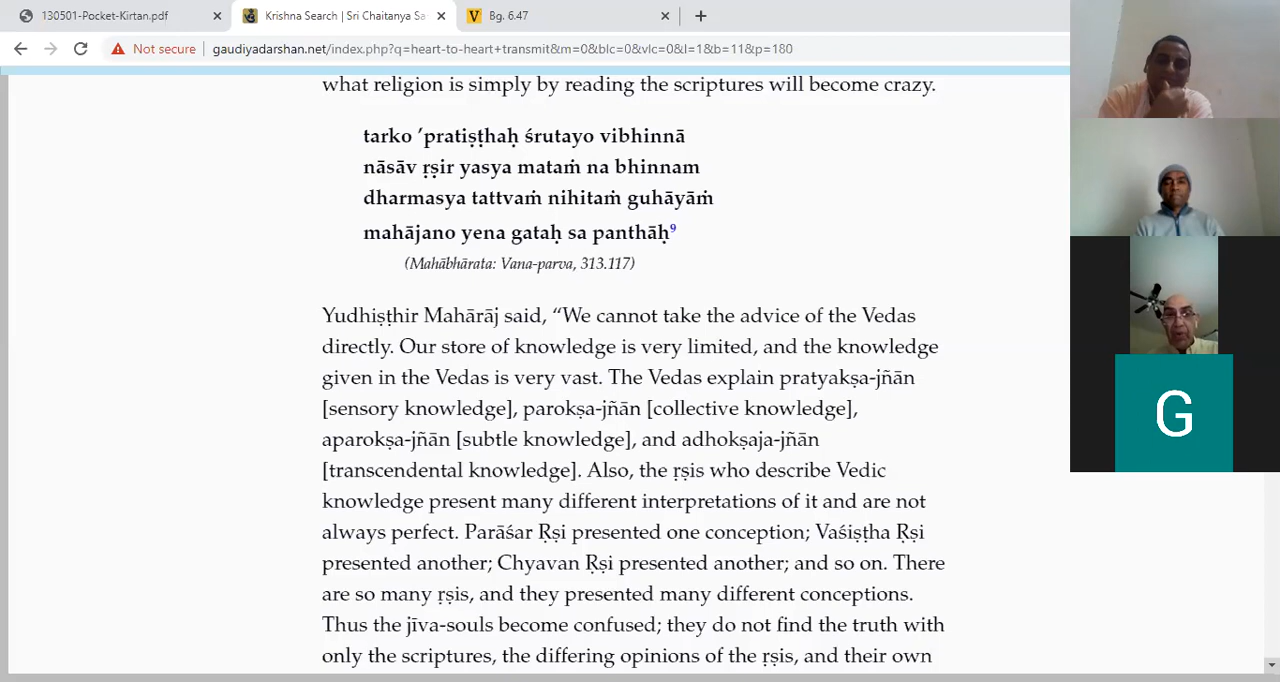 130501-Pocket-Kirtan.pdf
Krishna Search | Sri Chaitanya Sa
Bg. 6.47
Not secure
gaudiyadarshan.net/index.php?q=heart-to-heart+transmit&m=0&blc=0&vlc=0&l=1&b=11&p=180
what religion is simply by reading the scriptures will become crazy.
tarko ’pratiṣṭhaḥ śrutayo vibhinnā
nāsāv ṛṣir yasya mataṁ na bhinnam
dharmasya tattvaṁ nihitaṁ guhāyāṁ
mahājano yena gataḥ sa panthāḥ9
(Mahābhārata: Vana-parva, 313.117)
Yudhiṣṭhir Mahārāj said, “We cannot take the advice of the Vedas
directly. Our store of knowledge is very limited, and the knowledge
given in the Vedas is very vast. The Vedas explain pratyakṣa-jñān
[sensory knowledge], parokṣa-jñān [collective knowledge],
aparokṣa-jñān [subtle knowledge], and adhokṣaja-jñān
[transcendental knowledge]. Also, the ṛṣis who describe Vedic
knowledge present many different interpretations of it and are not
always perfect. Parāśar Ṛṣi presented one conception; Vaśiṣṭha Ṛṣi
presented another; Chyavan Ṛṣi presented another; and so on. There
are so many ṛṣis, and they presented many different conceptions.
Thus the jīva-souls become confused; they do not find the truth with
only the scriptures, the differing opinions of the ṛṣis, and their own
G